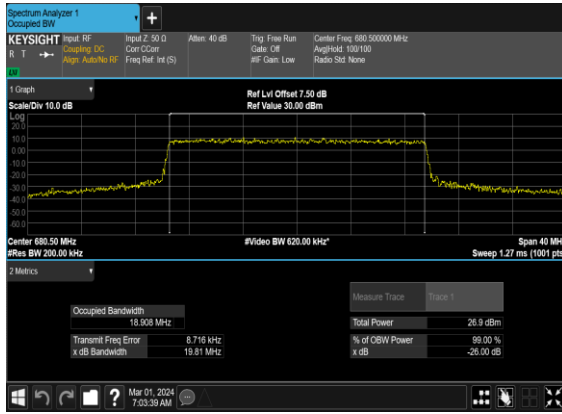 Spectrum Analyzer 1
Occupied BW
KEYSIGHT
R T
LXI
Input: RF
Coupling: DC
Align: Auto/No RF
Input Z: 50 Ω
Corr CCorr
Freq Ref: Int (S)
Atten: 40 dB
Trig: Free Run
Gate: Off
#IF Gain: Low
Center Freq: 680.500000 MHz
Avg|Hold: 100/100
Radio Std: None
1 Graph
Scale/Div 10.0 dB
Ref Lvl Offset 7.50 dB
Ref Value 30.00 dBm
Log
20.0
10.0
0.00
-10.0
-20.0
-30.0
-40.0
-50.0
-60.0
Center 680.50 MHz
#Res BW 200.00 kHz
#Video BW 620.00 kHz*
Span 40 MH
Sweep 1.27 ms (1001 pts
2 Metrics
Measure Trace
Trace 1
Occupied Bandwidth
18.908 MHz
Total Power
26.9 dBm
Transmit Freq Error
8.716 kHz
% of OBW Power
99.00 %
x dB Bandwidth
19.81 MHz
x dB
-26.00 dB
?
Mar 01, 2024
7:03:39 AM